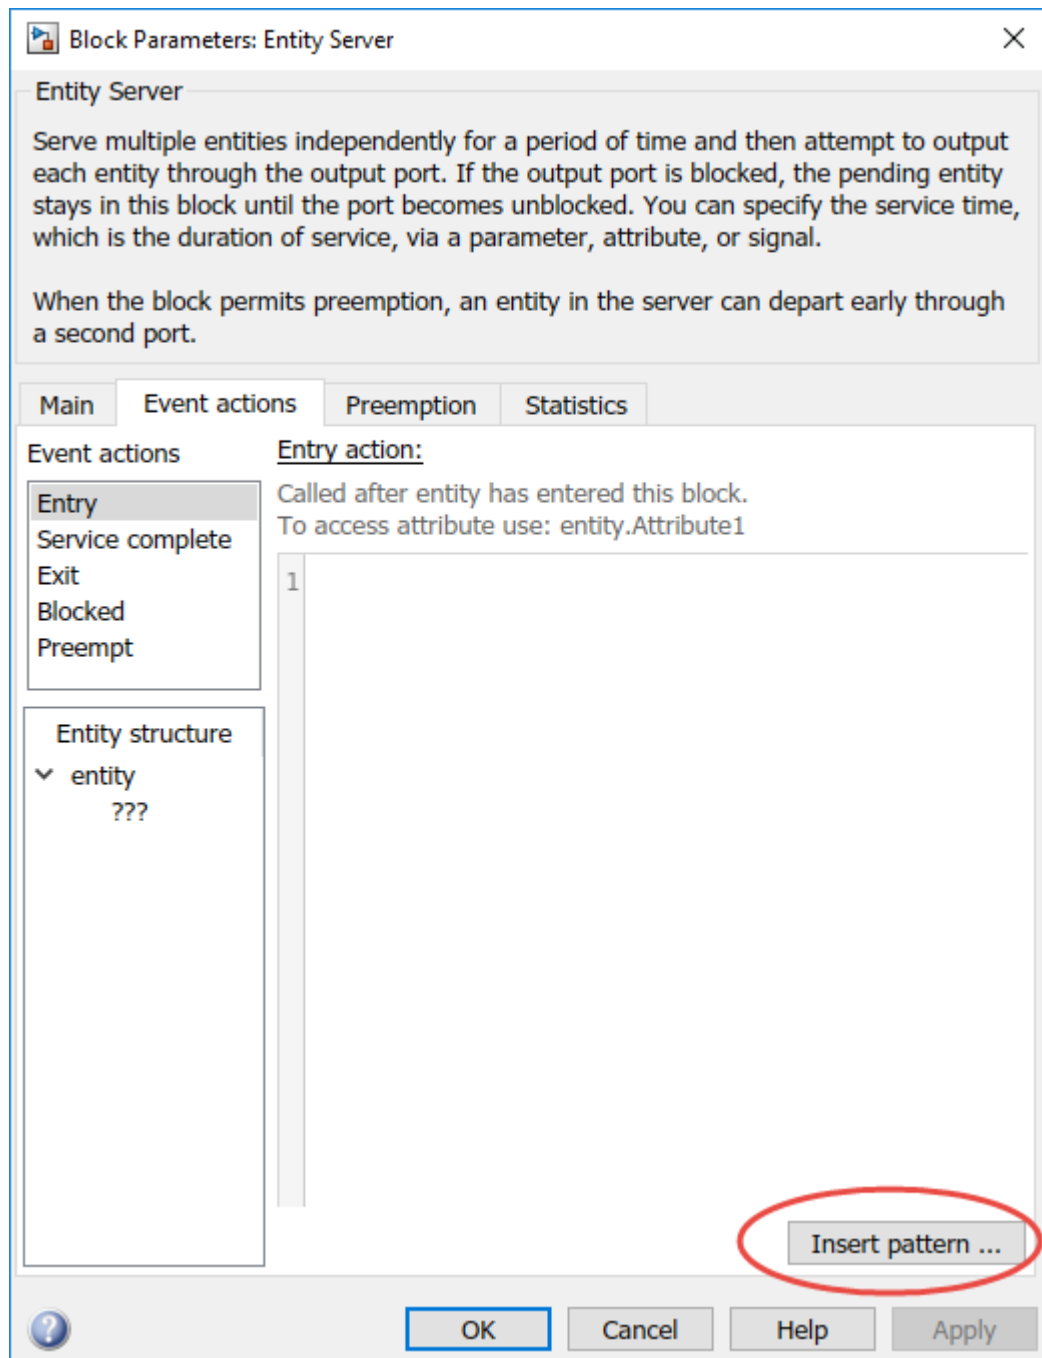 Block Parameters: Entity Server
Entity Server
Serve multiple entities independently for a period of time and then attempt to output
each entity through the output port. If the output port is blocked, the pending entity
stays in this block until the port becomes unblocked. You can specify the service time,
which is the duration of service, via a parameter, attribute, or signal.
When the block permits preemption, an entity in the server can depart early through
a second port.
Main Event actions Preemption Statistics
Event actions
Entry
Service complete
Exit
Blocked
Preempt
Entity structure
entity
???
Entry action:
Called after entity has entered this block.
To access attribute use: entity.Attribute1
1
Insert pattern ...
? OK Cancel Help Apply